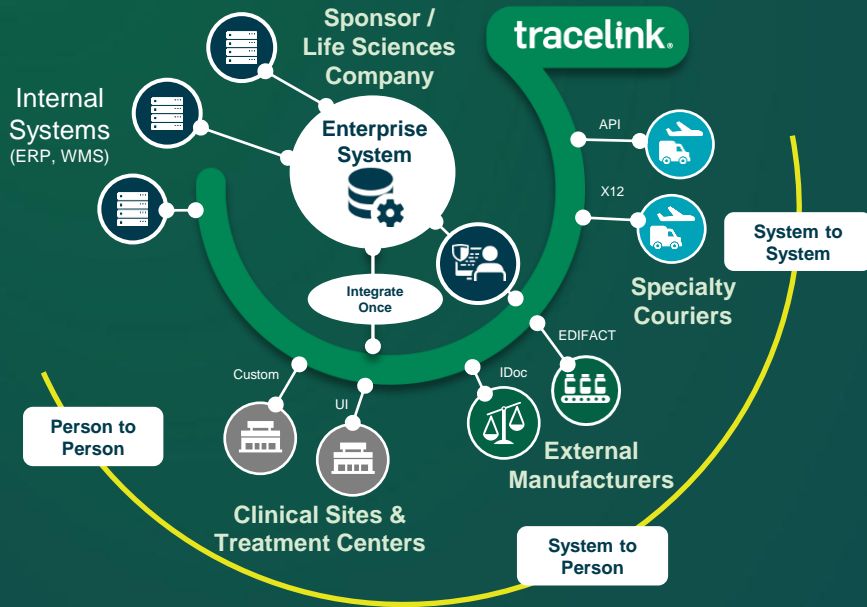 Sponsor /
Life Sciences
Company
tracelink.
Internal
Systems
(ERP, WMS)
Enterprise
System
API
X12
System to
System
Specialty
Couriers
Integrate
Once
EDIFACT
IDoc
Custom
UI
Person to
Person
External
Manufacturers
Clinical Sites &
Treatment Centers
System to
Person